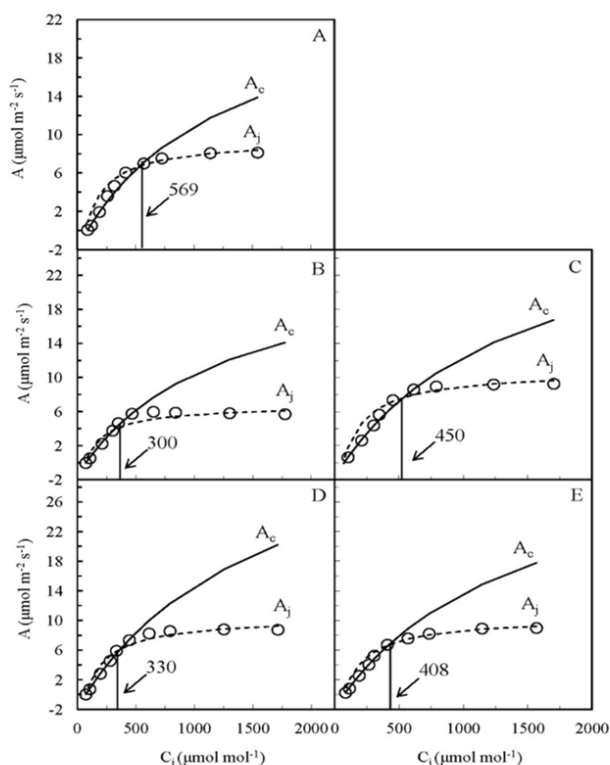 22
18
14
10
6
2
-2
A (μmol m-2 s-1)
A
Ac
Aj
569
22
18
14
10
6
2
-2
A (μmol m-2 s-1)
B
Ac
Aj
300
C
Ac
Aj
450
26
22
18
14
10
6
2
-2
A (μmol m-2 s-1)
D
Ac
Aj
330
E
Ac
Aj
408
0 500 1000 1500 2000
0 500 1000 1500 2000
Ci (μmol mol-1)
Ci (μmol mol-1)